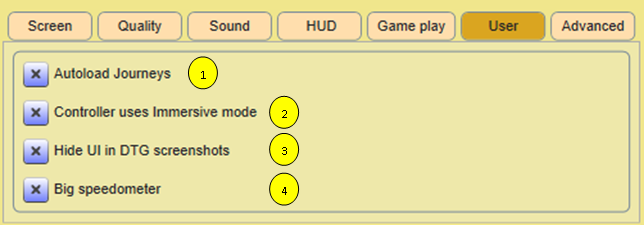 Screen Quality Sound HUD Game play User Advanced
Autoload Journeys 1
Controller uses Immersive mode 2
Hide UI in DTG screenshots 3
Big speedometer 4